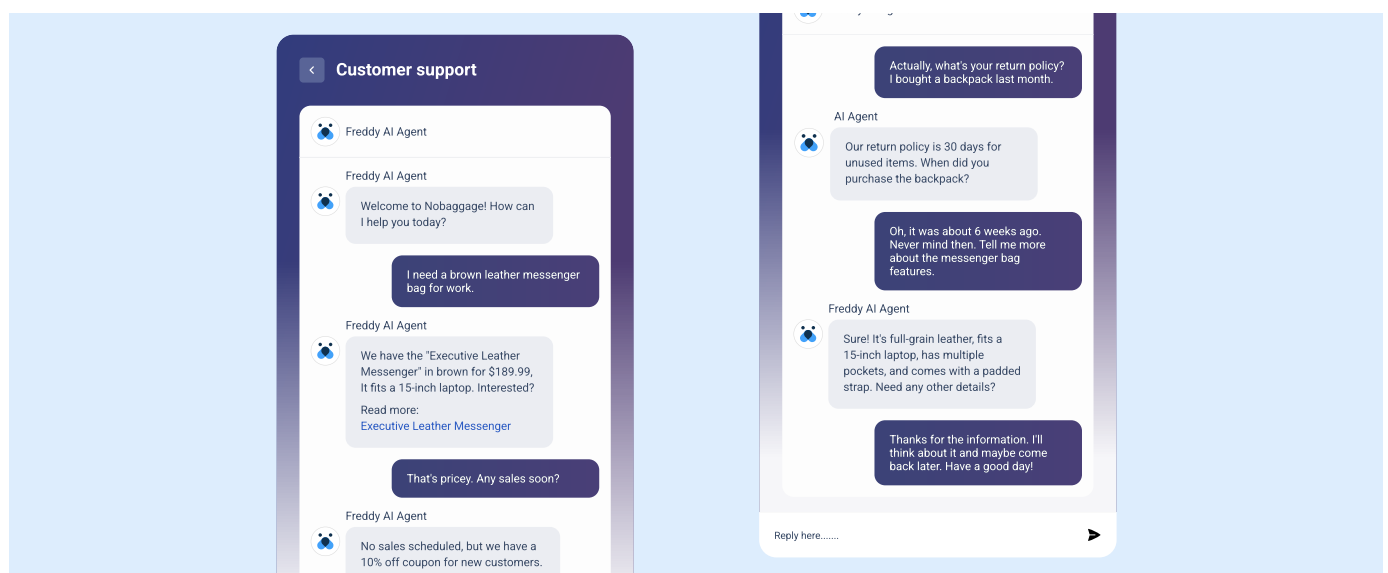 Customer support
Freddy AI Agent
Freddy AI Agent
Welcome to Nobaggage! How can
I help you today?
I need a brown leather messenger
bag for work.
Freddy AI Agent
We have the "Executive Leather
Messenger" in brown for $189.99,
It fits a 15-inch laptop. Interested?
Read more:
Executive Leather Messenger
That's pricey. Any sales soon?
Freddy AI Agent
No sales scheduled, but we have a
10% off coupon for new customers.
Actually, what's your return policy?
I bought a backpack last month.
AI Agent
Our return policy is 30 days for
unused items. When did you
purchase the backpack?
Oh, it was about 6 weeks ago.
Never mind then. Tell me more
about the messenger bag
features.
Freddy AI Agent
Sure! It's full-grain leather, fits a
15-inch laptop, has multiple
pockets, and comes with a padded
strap. Need any other details?
Thanks for the information. I'll
think about it and maybe come
back later. Have a good day!
Reply here.......